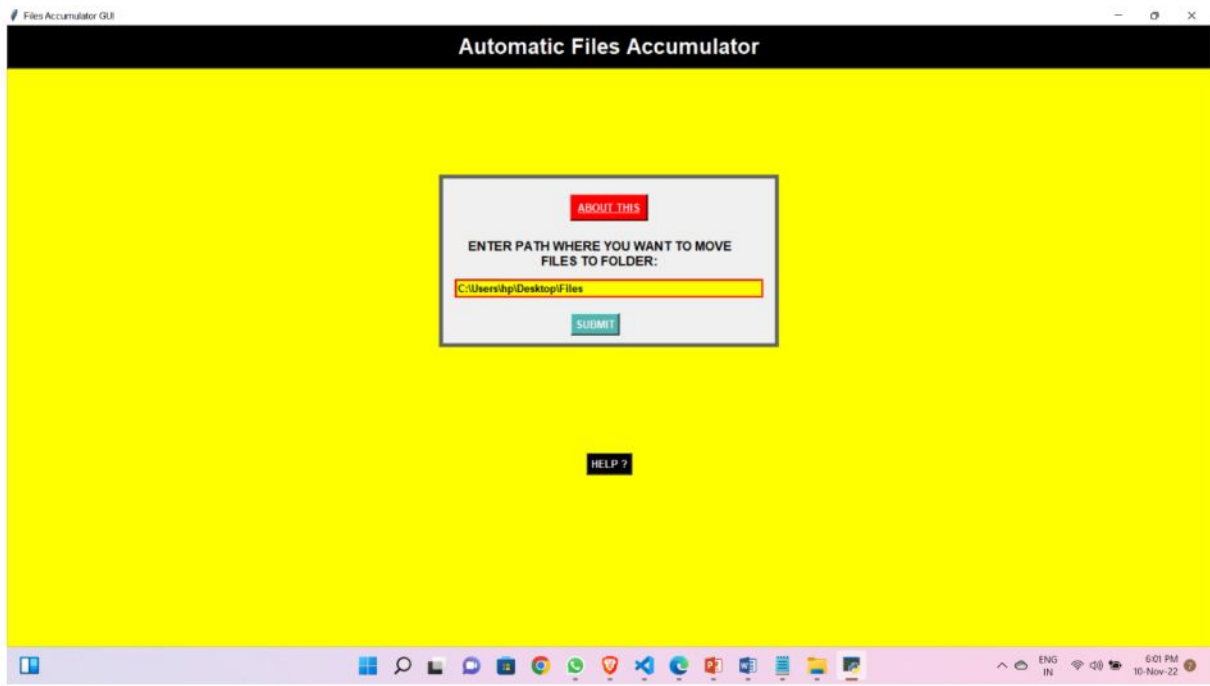 Files Accumulator GUI
Automatic Files Accumulator
ABOUT THIS
ENTER PATH WHERE YOU WANT TO MOVE
FILES TO FOLDER:
C:\Users\hp\Desktop\Files
SUBMIT
HELP ?
ENG
IN
6:01 PM
10-Nov-22